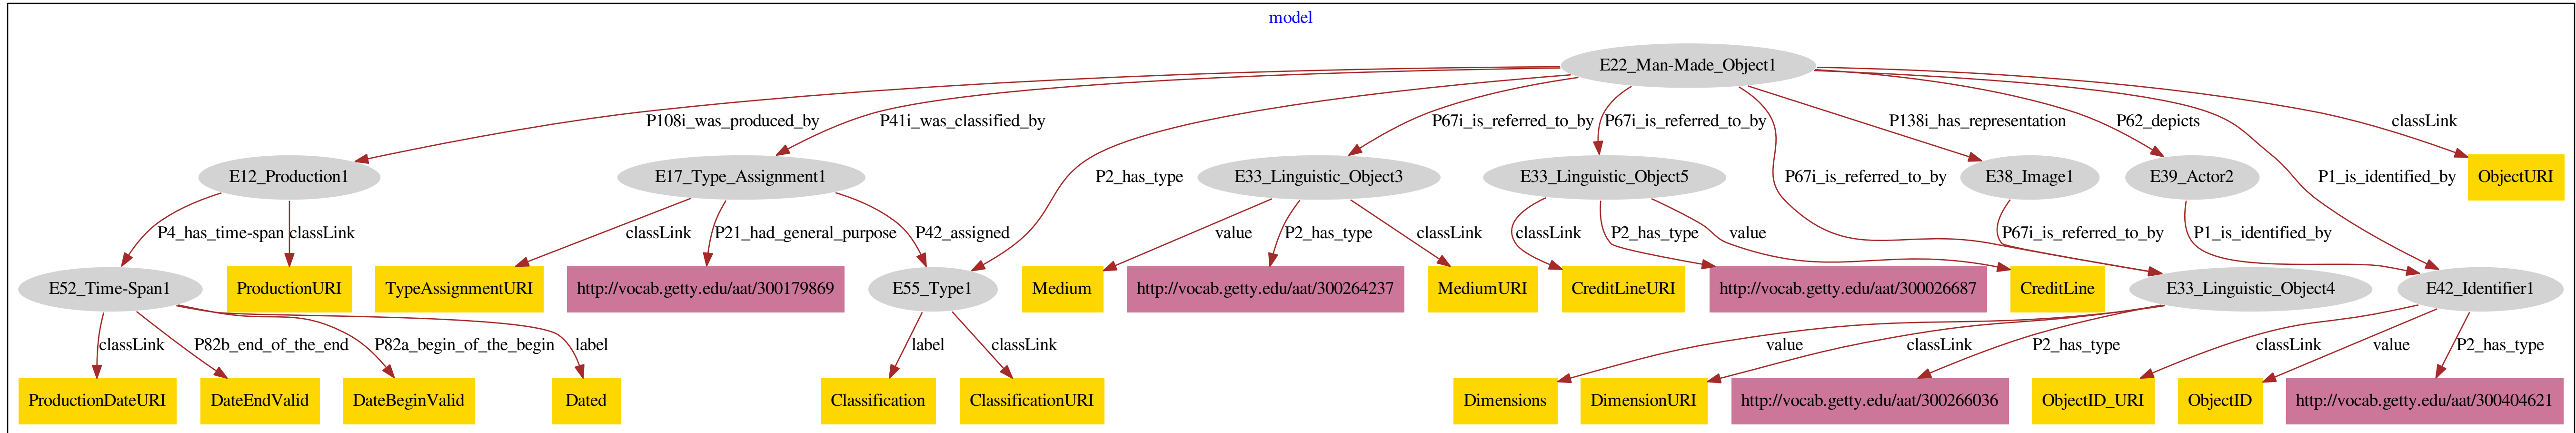 model
E22_Man-Made_Object1
P108i_was_produced_by
P41i_was_classified_by
P67i_is_referred_to_by
P67i_is_referred_to_by
P138i_has_representation
P62_depicts
classLink
E12_Production1
E17_Type_Assignment1
P2_has_type
E33_Linguistic_Object3
E33_Linguistic_Object5
P67i_is_referred_to_by
E38_Image1
E39_Actor2
P1_is_identified_by
ObjectURI
P4_has_time-span
classLink
classLink
P21_had_general_purpose
P42_assigned
value
P2_has_type
classLink
classLink
P2_has_type
value
P67i_is_referred_to_by
P1_is_identified_by
E52_Time-Span1
ProductionURI
TypeAssignmentURI
http://vocab.getty.edu/aat/300179869
E55_Type1
Medium
http://vocab.getty.edu/aat/300264237
MediumURI
CreditLineURI
http://vocab.getty.edu/aat/300026687
CreditLine
E33_Linguistic_Object4
E42_Identifier1
classLink
P82b_end_of_the_end
P82a_begin_of_the_begin
label
label
classLink
value
classLink
P2_has_type
classLink
value
P2_has_type
ProductionDateURI
DateEndValid
DateBeginValid
Dated
Classification
ClassificationURI
Dimensions
DimensionURI
http://vocab.getty.edu/aat/300266036
ObjectID_URI
ObjectID
http://vocab.getty.edu/aat/300404621